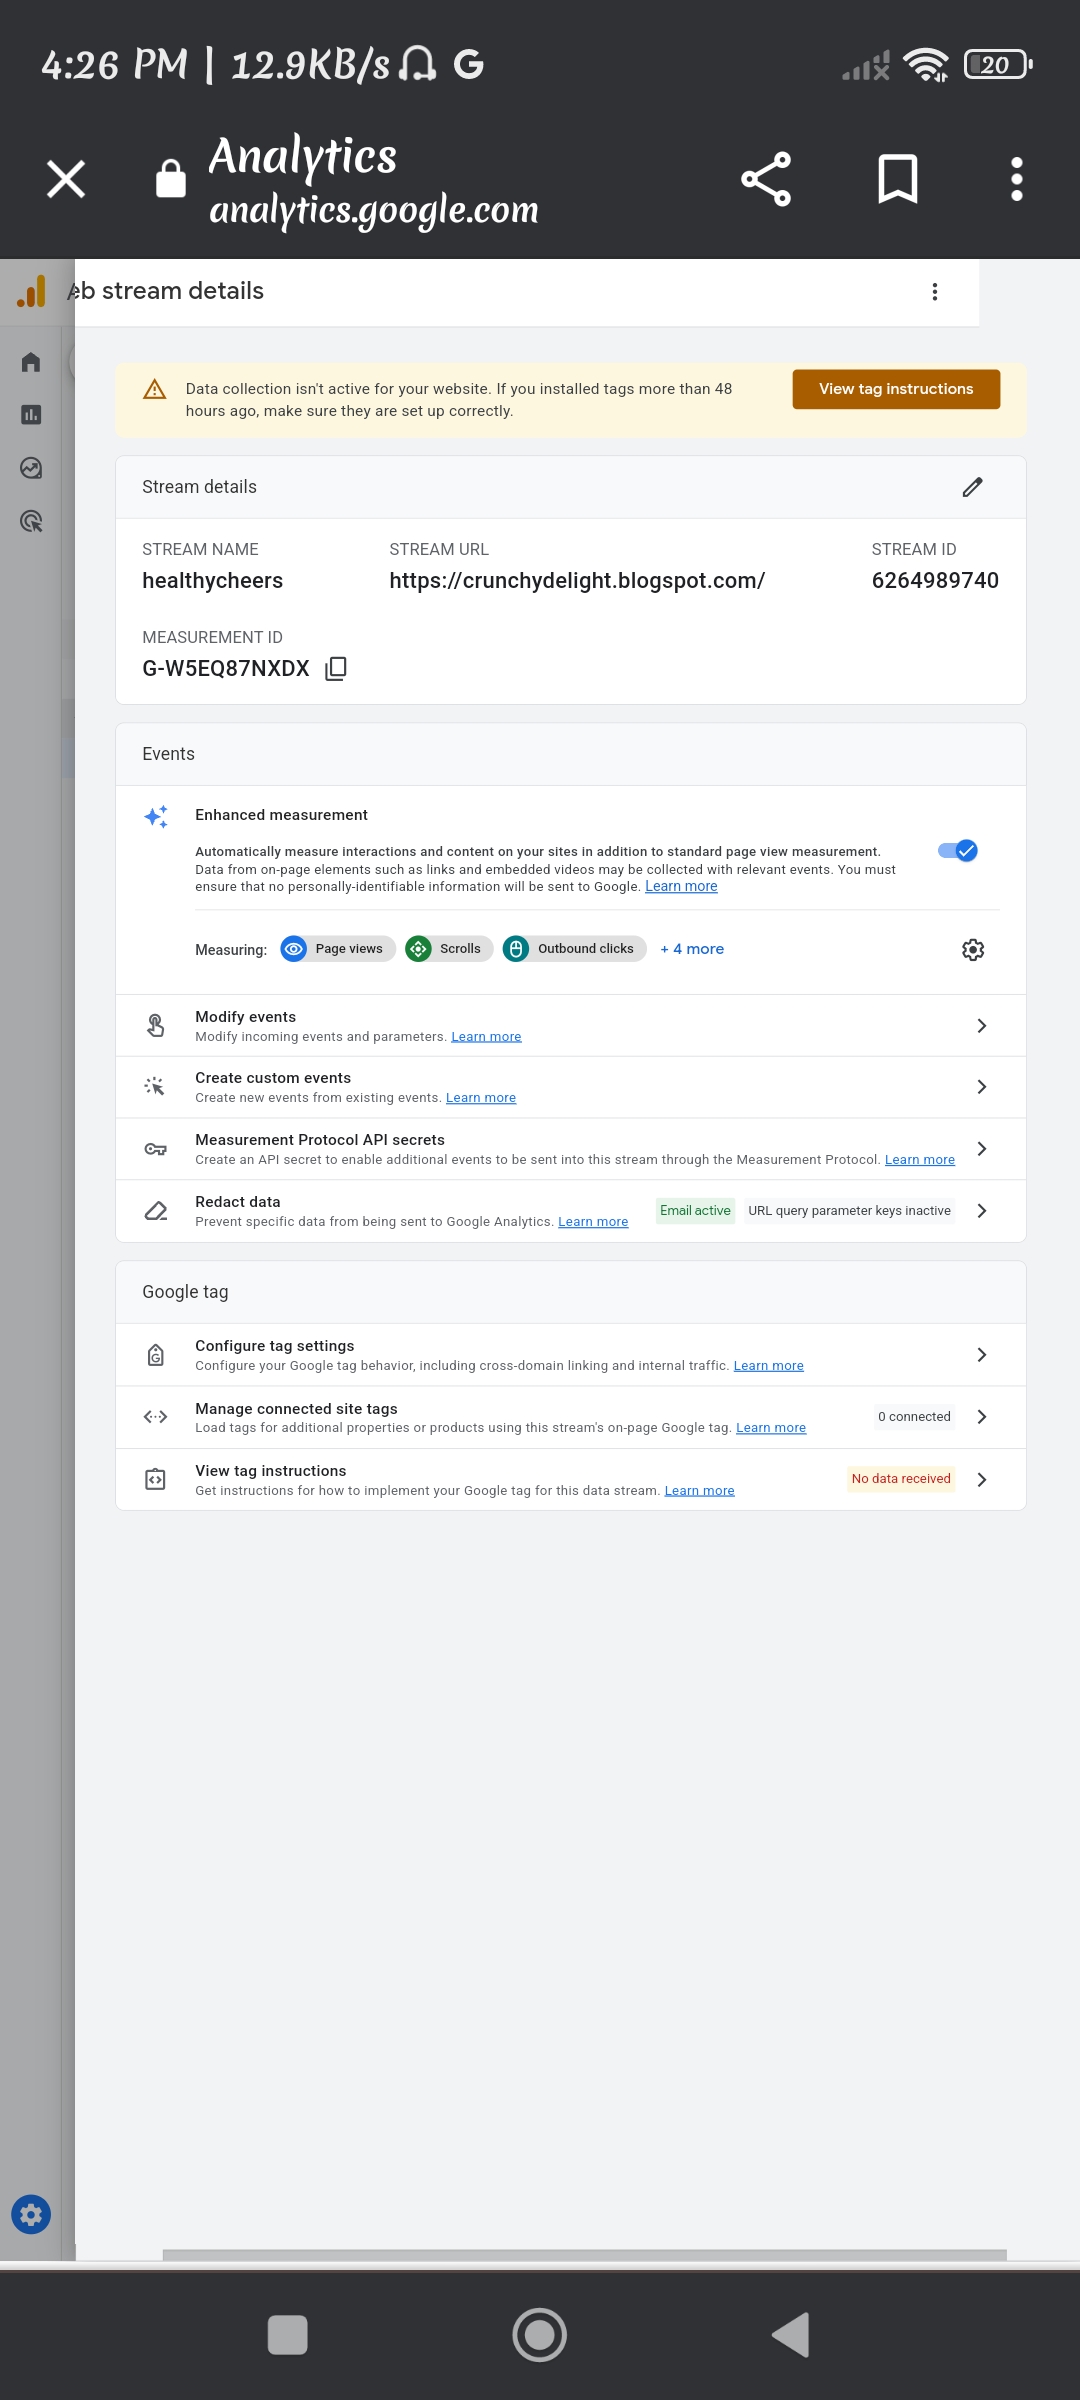 4:26 PM | 12.9KB/s
20
Analytics
analytics.google.com
eb stream details
Data collection isn't active for your website. If you installed tags more than 48
hours ago, make sure they are set up correctly.
View tag instructions
Stream details
STREAM NAME
STREAM URL
STREAM ID
healthycheers
https://crunchydelight.blogspot.com/
6264989740
MEASUREMENT ID
G-W5EQ87NXDX
Events
Enhanced measurement
Automatically measure interactions and content on your sites in addition to standard page view measurement.
Data from on-page elements such as links and embedded videos may be collected with relevant events. You must
ensure that no personally-identifiable information will be sent to Google. Learn more
Measuring: Page views Scrolls Outbound clicks + 4 more
Modify events
Modify incoming events and parameters. Learn more
Create custom events
Create new events from existing events. Learn more
Measurement Protocol API secrets
Create an API secret to enable additional events to be sent into this stream through the Measurement Protocol. Learn more
Redact data
Prevent specific data from being sent to Google Analytics. Learn more
Email active
URL query parameter keys inactive
Google tag
Configure tag settings
Configure your Google tag behavior, including cross-domain linking and internal traffic. Learn more
Manage connected site tags
Load tags for additional properties or products using this stream's on-page Google tag. Learn more
0 connected
View tag instructions
Get instructions for how to implement your Google tag for this data stream. Learn more
No data received